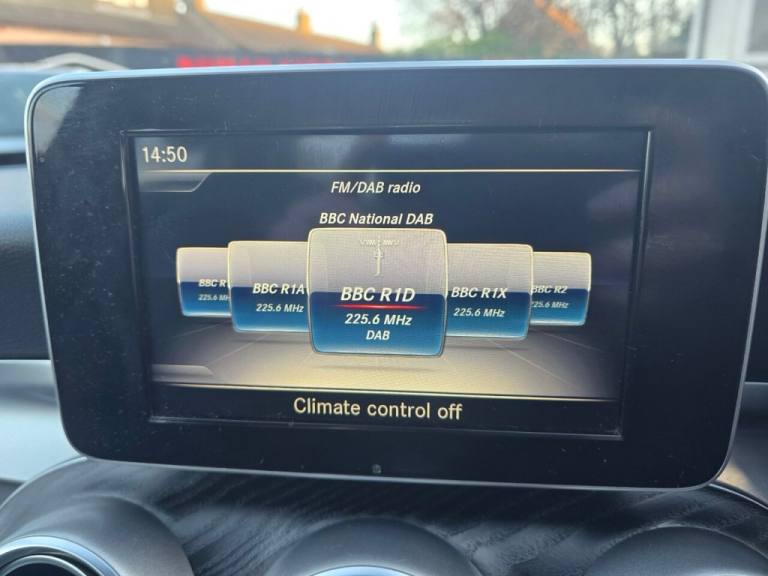 14:50
FM/DAB radio
BBC National DAB
BBC R1A
BBC R1D
BBC R1X
BBC R2
225.6 MHz
225.6 MHz
225.6 MHz
225.6 MHz
DAB
Climate control off